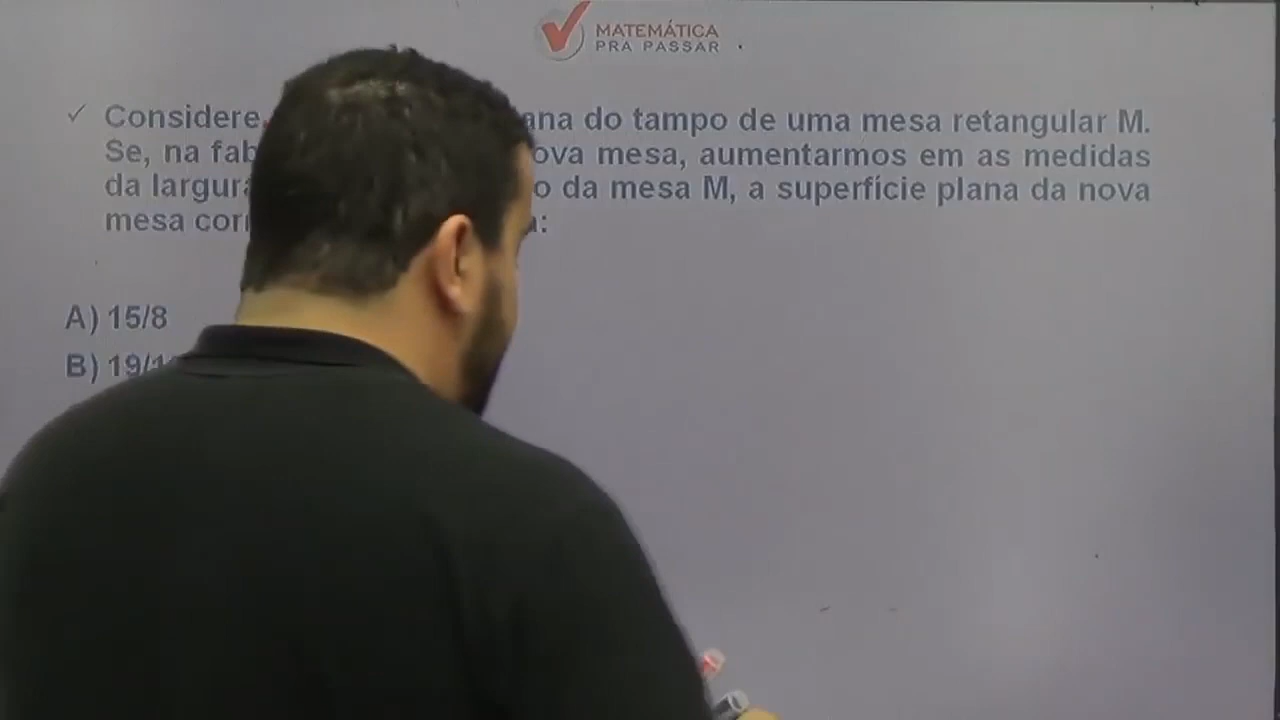 MATEMÁTICA
PRA PASSAR
✓ Considere ana do tampo de uma mesa retangular M.
Se, na fab ova mesa, aumentarmos em as medidas
da largura o da mesa M, a superfície plana da nova
mesa corr a:
A) 15/8
B) 19/1